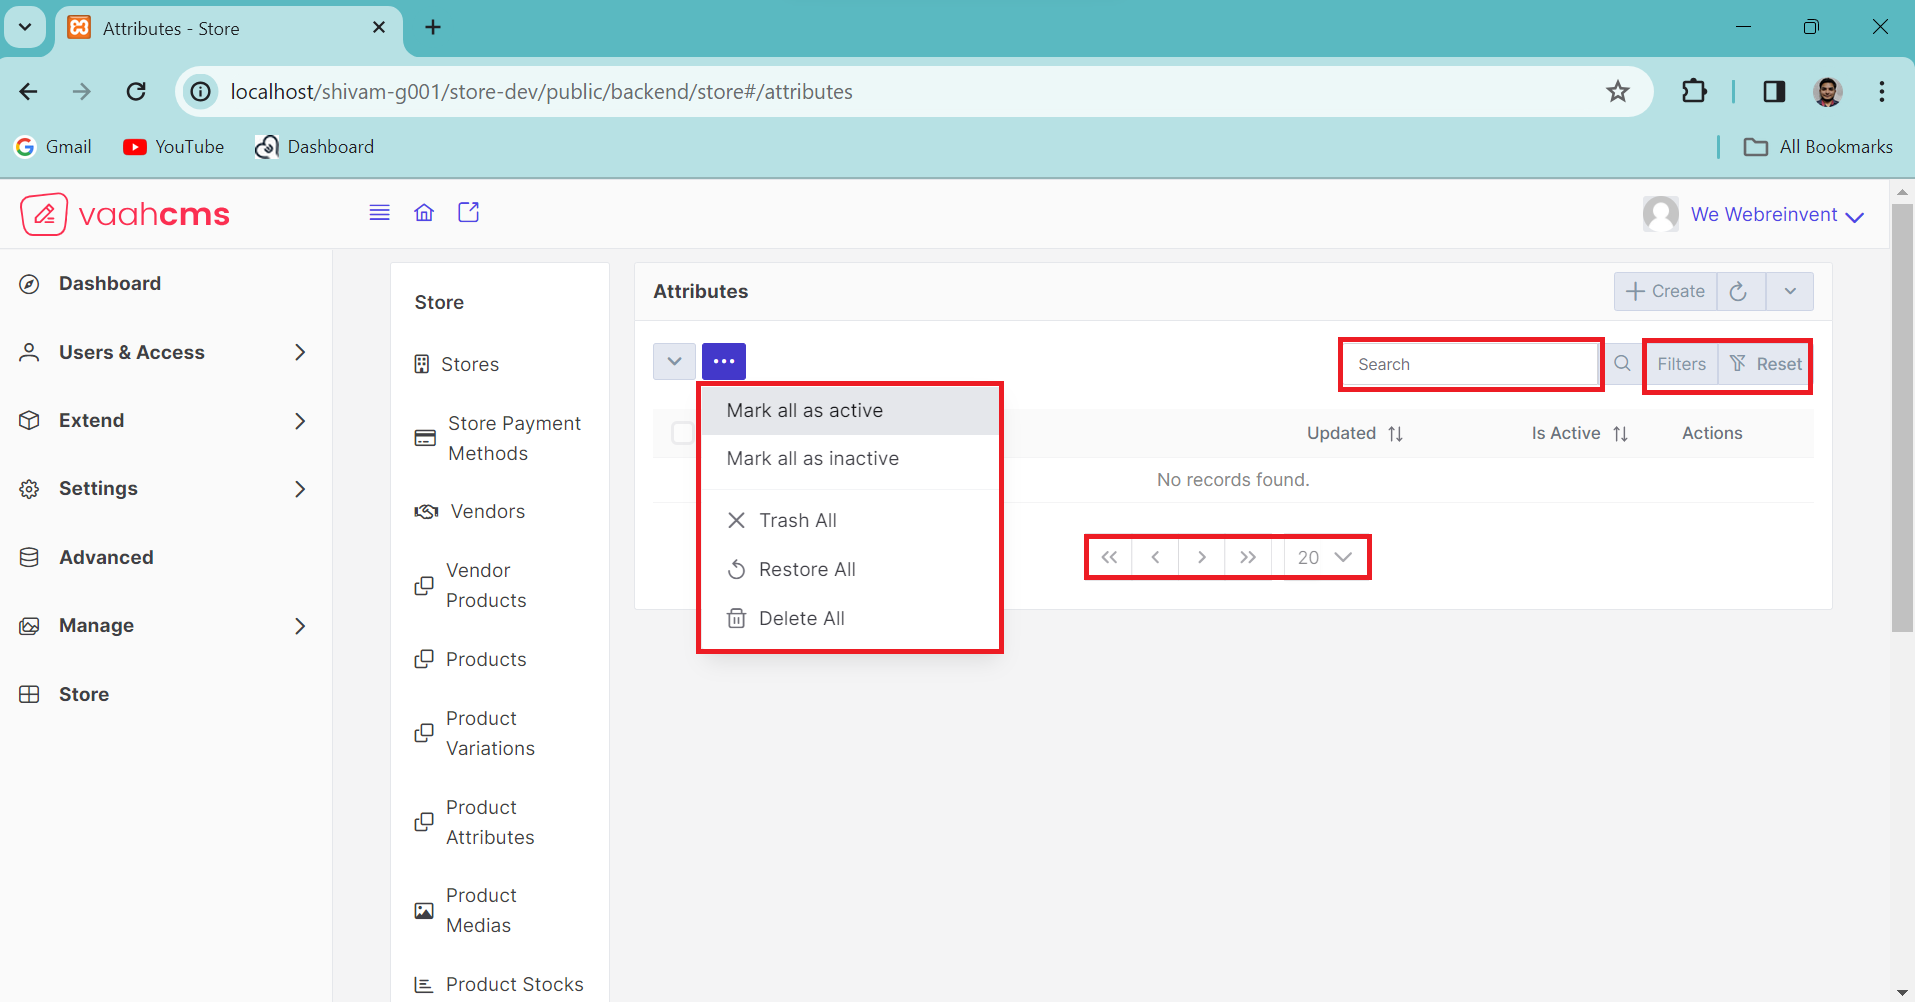 Attributes - Store
localhost/shivam-g001/store-dev/public/backend/store#/attributes
Gmail YouTube Dashboard All Bookmarks
vaahcms We Webreinvent
Dashboard
Users & Access
Extend
Settings
Advanced
Manage
Store
Store
Stores
Store Payment
Methods
Vendors
Vendor
Products
Products
Product
Variations
Product
Attributes
Product
Medias
Product Stocks
Attributes Create
Search Filters Reset
Mark all as active
Mark all as inactive
Trash All
Restore All
Delete All
Updated Is Active Actions
No records found.
20